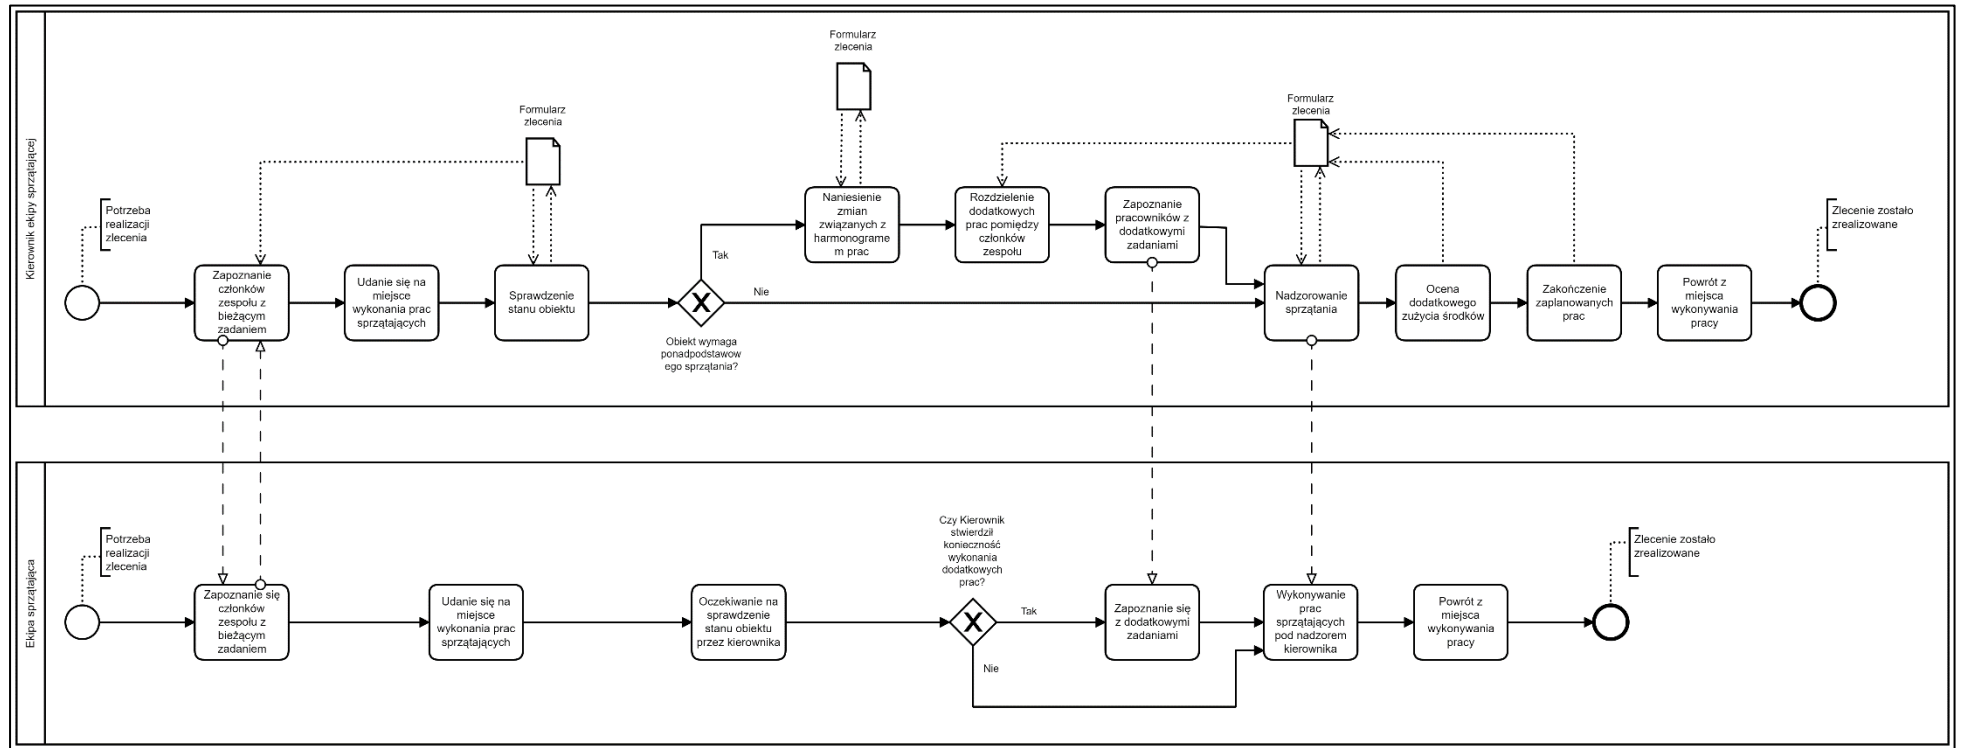 Kierownik ekipy sprzątającej
Potrzeba
realizacji
zlecenia
Zapoznanie
członków
zespołu z
bieżącym
zadaniem
Udanie się na
miejsce
wykonania prac
sprzątających
Formularz
zlecenia
Sprawdzenie
stanu obiektu
Obiekt wymaga
ponadpodstawow
ego sprzątania?
Tak
Nie
Formularz
zlecenia
Naniesienie
zmian
związanych z
harmonograme
m prac
Rozdzielenie
dodatkowych
prac pomiędzy
członków
zespołu
Zapoznanie
pracowników z
dodatkowymi
zadaniami
Formularz
zlecenia
Nadzorowanie
sprzątania
Ocena
dodatkowego
zużycia środków
Zakończenie
zaplanowanych
prac
Powrót z
miejsca
wykonywania
pracy
Zlecenie zostało
zrealizowane
Ekipa sprzątająca
Potrzeba
realizacji
zlecenia
Zapoznanie się
członków
zespołu z
bieżącym
zadaniem
Udanie się na
miejsce
wykonania prac
sprzątających
Oczekiwanie na
sprawdzenie
stanu obiektu
przez kierownika
Czy Kierownik
stwierdził
konieczność
wykonania
dodatkowych
prac?
Tak
Nie
Zapoznanie się
z dodatkowymi
zadaniami
Wykonywanie
prac
sprzątających
pod nadzorem
kierownika
Powrót z
miejsca
wykonywania
pracy
Zlecenie zostało
zrealizowane